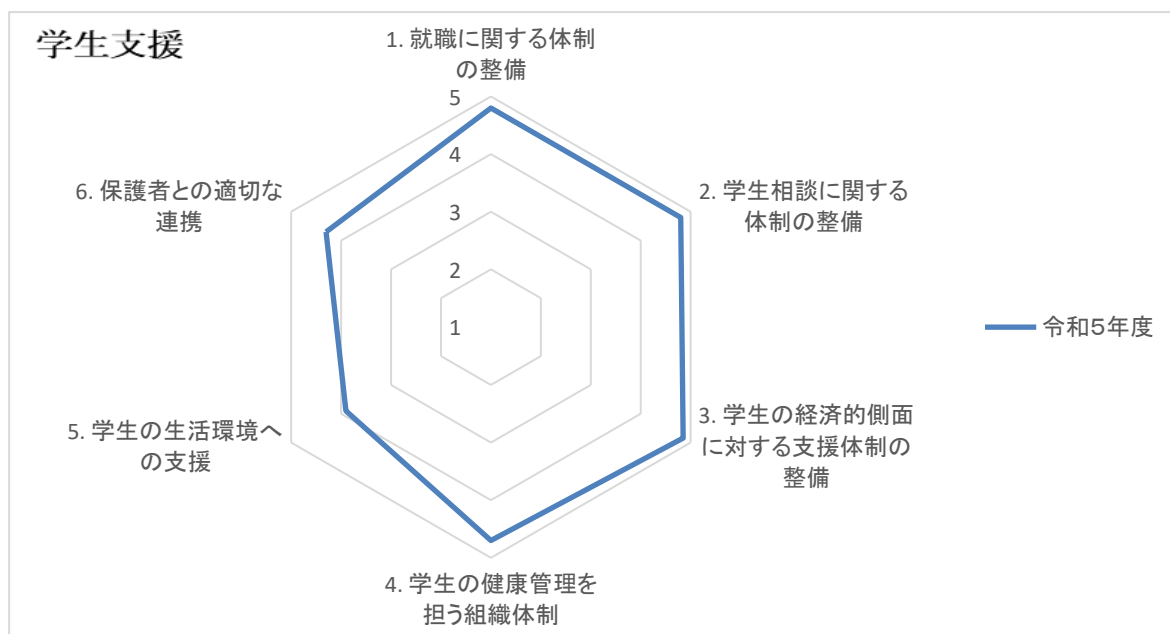 学生支援
1. 就職に関する体制
の整備
5
4
3
2
1
2. 学生相談に関する
体制の整備
3. 学生の経済的側面
に対する支援体制の
整備
4. 学生の健康管理を
担う組織体制
5. 学生の生活環境へ
の支援
6. 保護者との適切な
連携
令和5年度